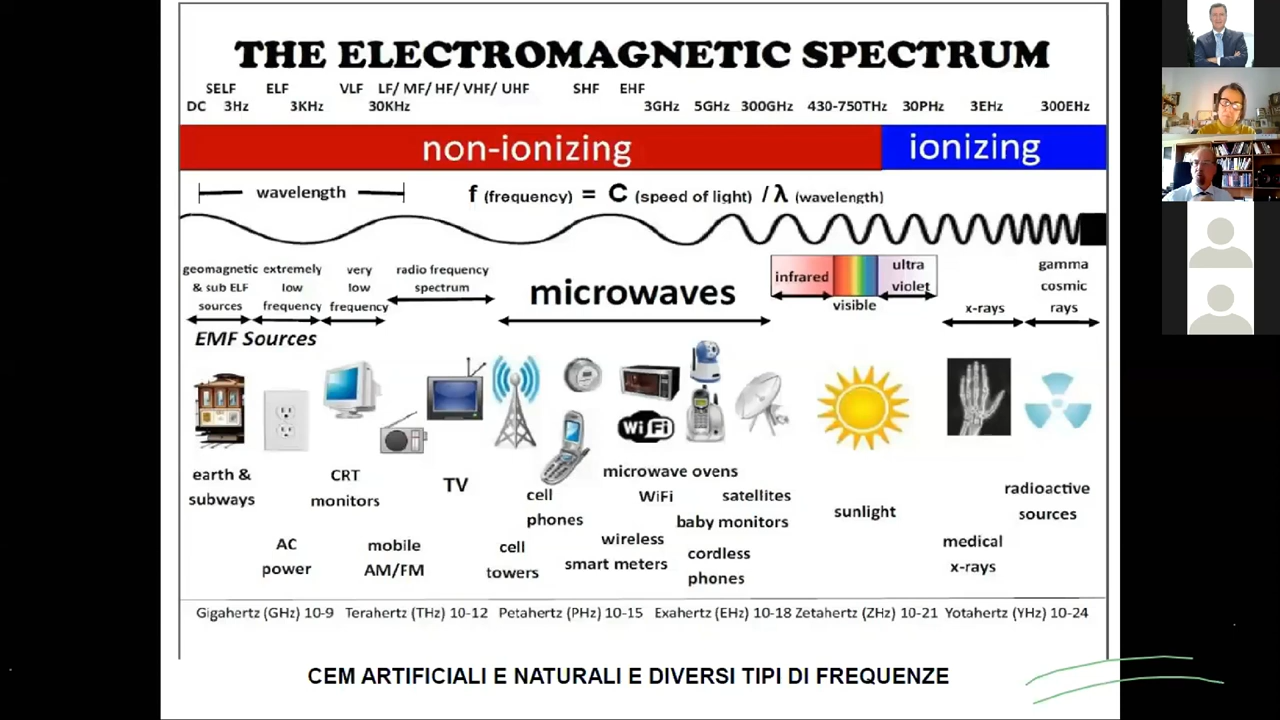 THE ELECTROMAGNETIC SPECTRUM
SELF ELF VLF LF/ MF/ HF/ VHF/ UHF SHF EHF
DC 3Hz 3KHz 30KHz 3GHz 5GHz 300GHz 430-750THz 30PHz 3EHz 300EHz
non-ionizing ionizing
wavelength f (frequency) = C (speed of light) / λ (wavelength)
geomagnetic
& sub ELF
sources
extremely
low
frequency
very
low
frequency
radio frequency
spectrum
microwaves
infrared
visible
ultra
violet
x-rays
gamma
cosmic
rays
EMF Sources
WiFi
earth &
subways
AC
power
CRT
monitors
mobile
AM/FM
TV
cell
phones
cell
towers
microwave ovens
WiFi
wireless
smart meters
satellites
baby monitors
cordless
phones
sunlight
medical
x-rays
radioactive
sources
Gigahertz (GHz) 10-9 Terahertz (THz) 10-12 Petahertz (PHz) 10-15 Exahertz (EHz) 10-18 Zetahertz (ZHz) 10-21 Yotahertz (YHz) 10-24
CEM ARTIFICIALI E NATURALI E DIVERSI TIPI DI FREQUENZE